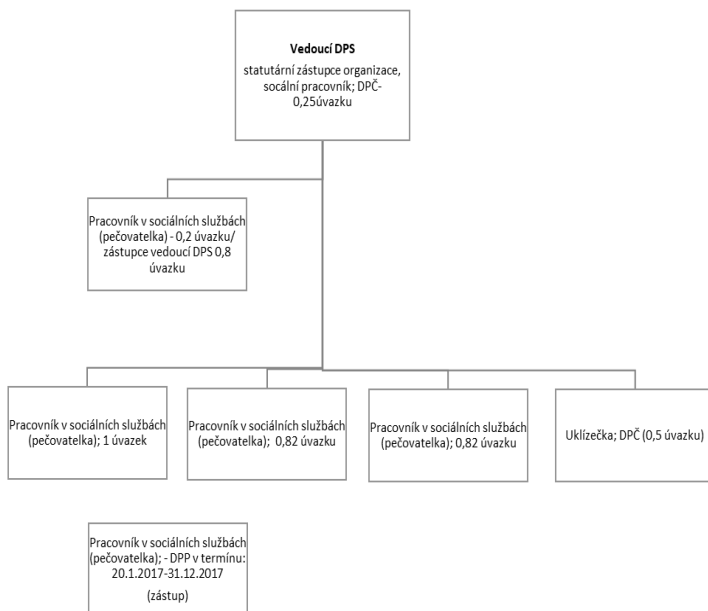 Vedoucí DPS
statutární zástupce organizace,
socální pracovník; DPČ-
0,25úvazku
Pracovník v sociálních službách
(pečovatelka) - 0,2 úvazku/
zástupce vedoucí DPS 0,8
úvazku
Pracovník v sociálních službách
(pečovatelka); 1 úvazek
Pracovník v sociálních službách
(pečovatelka); 0,82 úvazku
Pracovník v sociálních službách
(pečovatelka); 0,82 úvazku
Uklízečka; DPČ (0,5 úvazku)
Pracovník v sociálních službách
(pečovatelka); - DPP v termínu:
20.1.2017-31.12.2017
(zástup)